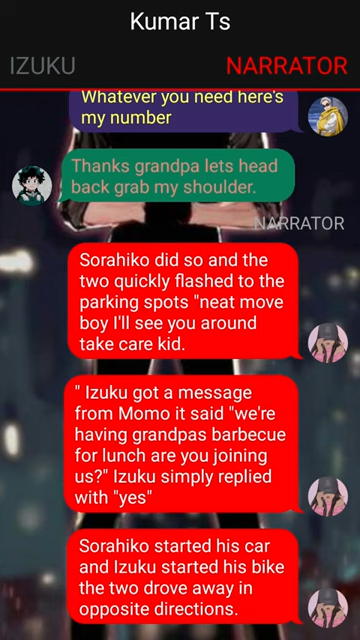 Kumar Ts
IZUKU
NARRATOR
Whatever you need here's
my number
Thanks grandpa lets head
back grab my shoulder.
NARRATOR
Sorahiko did so and the
two quickly flashed to the
parking spots "neat move
boy I'll see you around
take care kid.
" Izuku got a message
from Momo it said "we're
having grandpas barbecue
for lunch are you joining
us?" Izuku simply replied
with "yes"
Sorahiko started his car
and Izuku started his bike
the two drove away in
opposite directions.